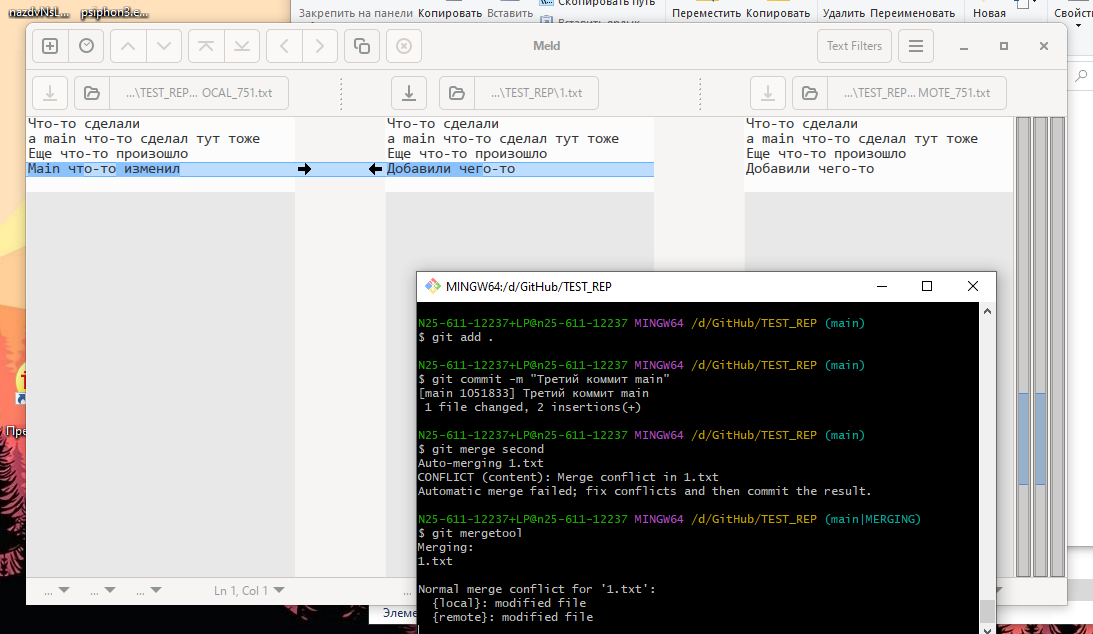 nazdvNsL... psiphon3.e...
Закрепить на панели Копировать Вставить
Скопировать путь
Вставить ярлык
Переместить Копировать
Удалить Переименовать
Новая
Свойст
Meld
Text Filters
...\TEST_REP... OCAL_751.txt
...\TEST_REP\1.txt
...\TEST_REP... MOTE_751.txt
Что-то сделали
а main что-то сделал тут тоже
Еще что-то произошло
Main что-то изменил
Что-то сделали
а main что-то сделал тут тоже
Еще что-то произошло
Добавили чего-то
Что-то сделали
а main что-то сделал тут тоже
Еще что-то произошло
Добавили чего-то
MINGW64:/d/GitHub/TEST_REP
N25-611-12237+LP@n25-611-12237 MINGW64 /d/GitHub/TEST_REP (main)
$ git add .
N25-611-12237+LP@n25-611-12237 MINGW64 /d/GitHub/TEST_REP (main)
$ git commit -m "Третий коммит main"
[main 1051833] Третий коммит main
1 file changed, 2 insertions(+)
N25-611-12237+LP@n25-611-12237 MINGW64 /d/GitHub/TEST_REP (main)
$ git merge second
Auto-merging 1.txt
CONFLICT (content): Merge conflict in 1.txt
Automatic merge failed; fix conflicts and then commit the result.
N25-611-12237+LP@n25-611-12237 MINGW64 /d/GitHub/TEST_REP (main|MERGING)
$ git mergetool
Merging:
1.txt
Normal merge conflict for '1.txt':
{local}: modified file
{remote}: modified file
Пре
... ... ... Ln 1, Col 1 ...
Элеме